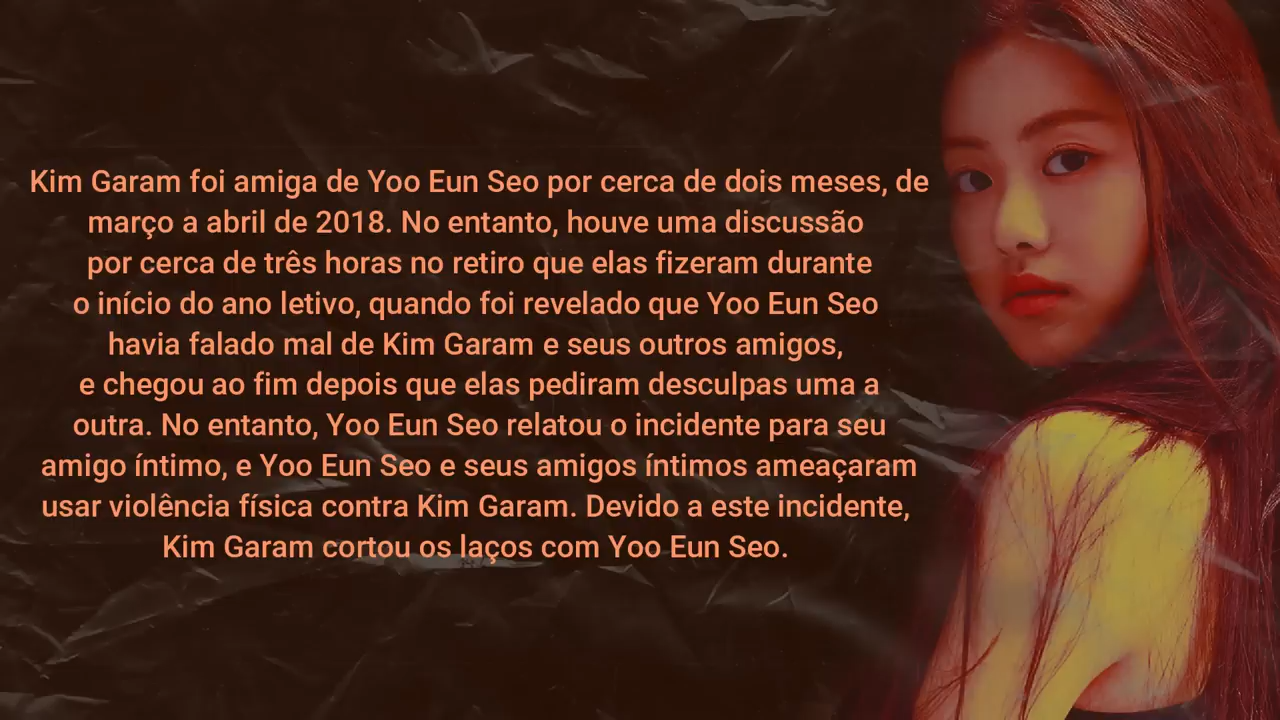 Kim Garam foi amiga de Yoo Eun Seo por cerca de dois meses, de
março a abril de 2018. No entanto, houve uma discussão
por cerca de três horas no retiro que elas fizeram durante
o início do ano letivo, quando foi revelado que Yoo Eun Seo
havia falado mal de Kim Garam e seus outros amigos,
e chegou ao fim depois que elas pediram desculpas uma a
outra. No entanto, Yoo Eun Seo relatou o incidente para seu
amigo íntimo, e Yoo Eun Seo e seus amigos íntimos ameaçaram
usar violência física contra Kim Garam. Devido a este incidente,
Kim Garam cortou os laços com Yoo Eun Seo.